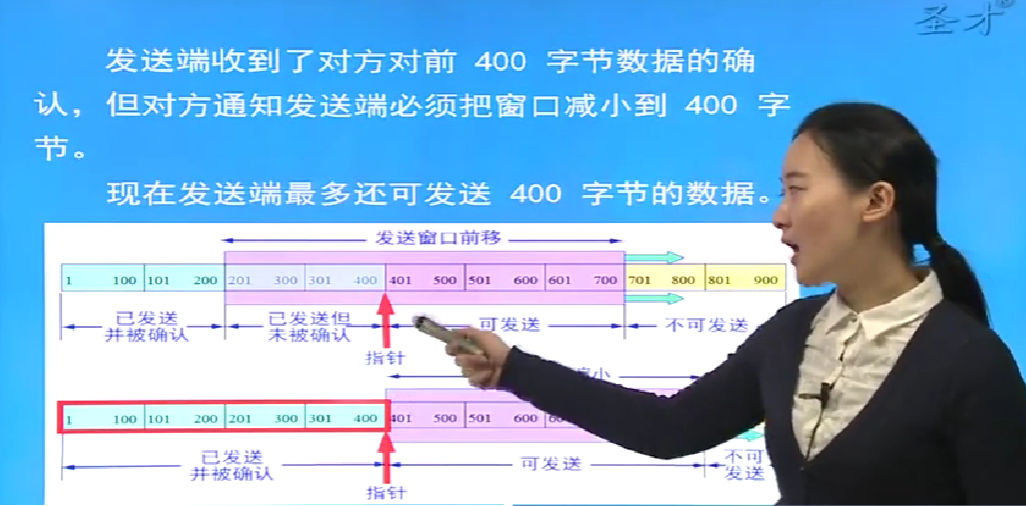 圣才
发送端收到了对方对前 400 字节数据的确
认，但对方通知发送端必须把窗口减小到 400 字
节。
现在发送端最多还可发送 400 字节的数据。
发送窗口前移
1 100 101 200 201 300 301 400 401 500 501 600 601 700 701 800 801 900
已发送 已发送但 可发送 不可发送
并被确认 未被确认
指针
小
1 100 101 200 201 300 301 400 401 500 501 600
已发送 可发送 不可
并被确认 发送
指针